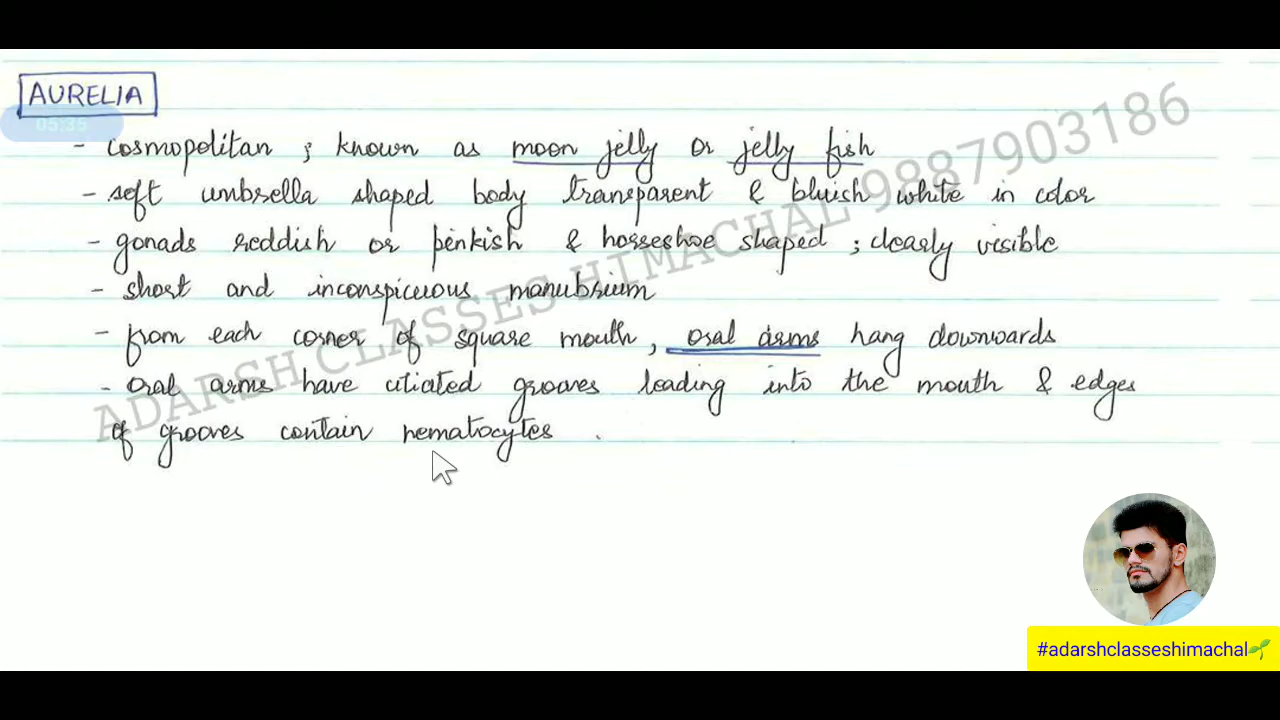 AURELIA
05:35
- cosmopolitan ; known as moon jelly or jelly fish
- soft umbrella shaped body transparent & bluish white in color
- gonads reddish or pinkish & horseshoe shaped ; clearly visible
- short and inconspicuous manubrium
- from each corner of square mouth, oral arms hang downwards
- oral arms have ciliated grooves leading into the mouth & edges
of grooves contain nematocytes .
ADARSH CLASSES HIMACHAL 9887903186
#adarshclasseshimachal🌱